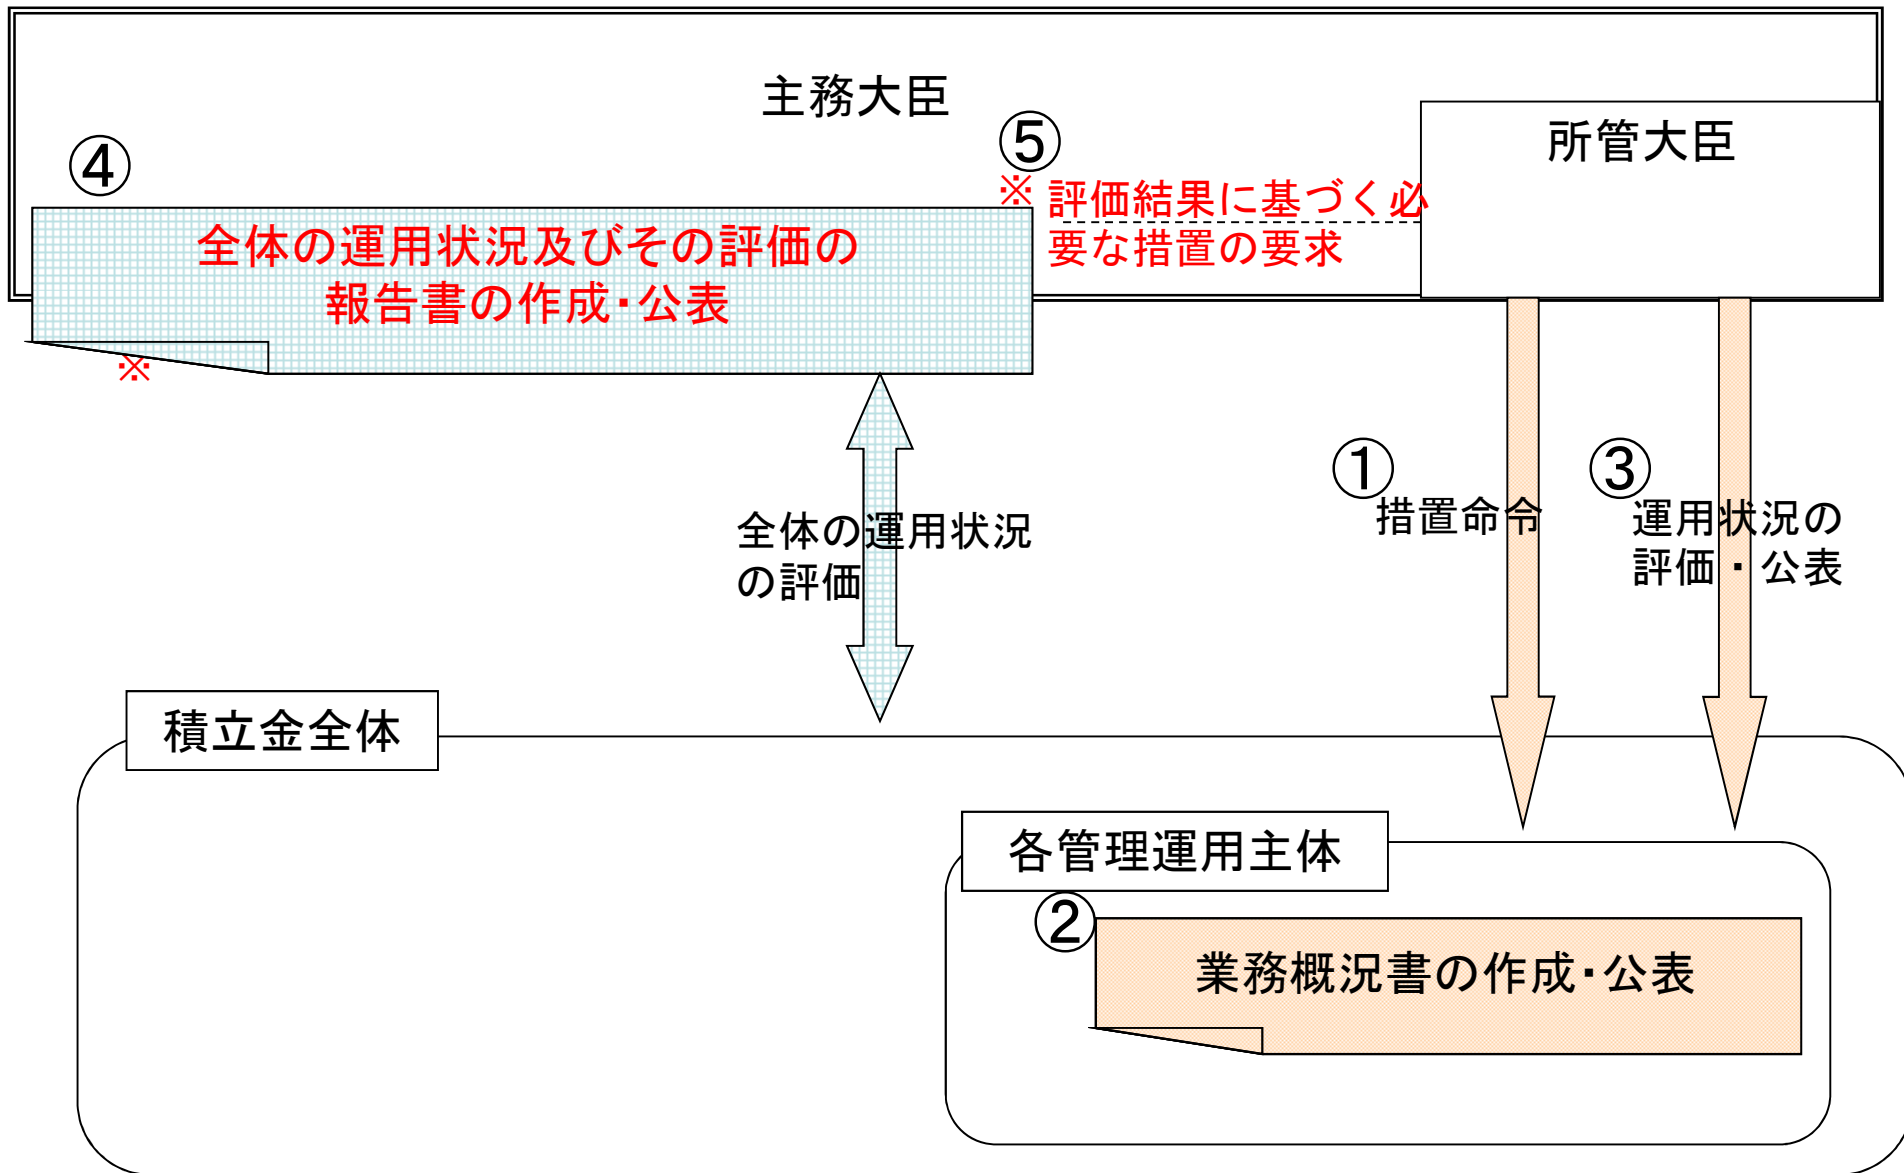 主務大臣
所管大臣
④
全体の運用状況及びその評価の
報告書の作成・公表
※
⑤
※ 評価結果に基づく必
要な措置の要求
全体の運用状況
の評価
①
措置命令
③
運用状況の
評価・公表
積立金全体
各管理運用主体
②
業務概況書の作成・公表